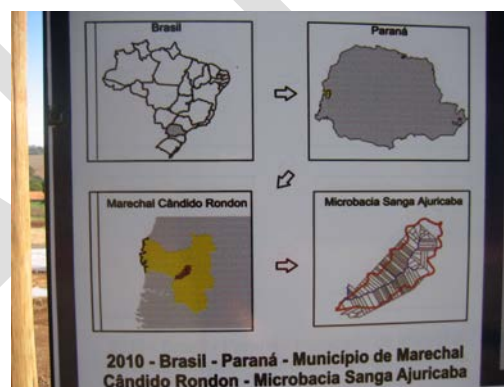 Brasil
Paraná
Marechal Cândido Rondon
Microbacia Sanga Ajuricaba
2010 - Brasil - Paraná - Município de Marechal
Cândido Rondon - Microbacia Sanga Ajuricaba